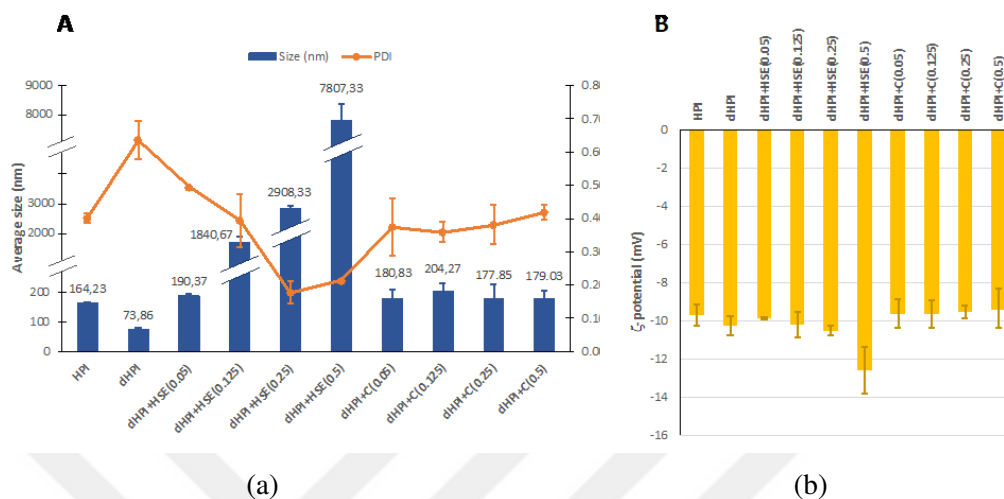 A
Size (nm) PDI
Average size (nm)
9000
8000
3000
2000
200
100
0
0.80
0.70
0.60
0.50
0.40
0.30
0.20
0.10
0.00
164,23
73,86
190,37
1840,67
2908,33
7807,33
180,83
204,27
177.85
179.03
HPI
dHPI
dHPI+HSE(0.05)
dHPI+HSE(0.125)
dHPI+HSE(0.25)
dHPI+HSE(0.5)
dHPI+C(0.05)
dHPI+C(0.125)
dHPI+C(0.25)
dHPI+C(0.5)
(a)
B
HPI
dHPI
dHPI+HSE(0.05)
dHPI+HSE(0.125)
dHPI+HSE(0.25)
dHPI+HSE(0.5)
dHPI+C(0.05)
dHPI+C(0.125)
dHPI+C(0.25)
dHPI+C(0.5)
ζ potential (mV)
0
-2
-4
-6
-8
-10
-12
-14
-16
(b)